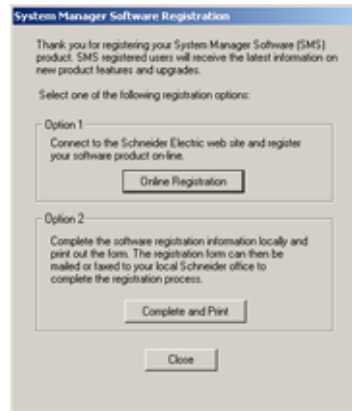 System Manager Software Registration
Thank you for registering your System Manager Software (SMS)
product. SMS registered users will receive the latest information on
new product features and upgrades.
Select one of the following registration options:
Option 1
Connect to the Schneider Electric web site and register
your software product on-line.
Online Registration
Option 2
Complete the software registration information locally and
print out the form. The registration form can then be
mailed or faxed to your local Schneider office to
complete the registration process.
Complete and Print
Close